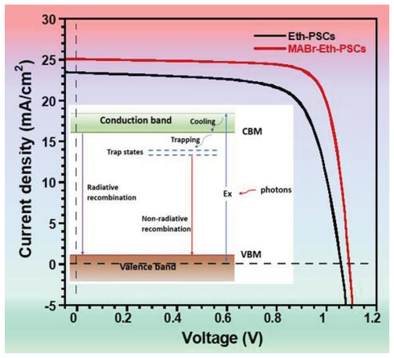 30
25
20
15
10
5
0
-5
Current density (mA/cm²)
Eth-PSCs
MABr-Eth-PSCs
Conduction band
Cooling
CBM
Trapping
Trap states
Radiative
recombination
Ex
photons
Non-radiative
recombination
VBM
Valence band
0 0.2 0.4 0.6 0.8 1 1.2
Voltage (V)